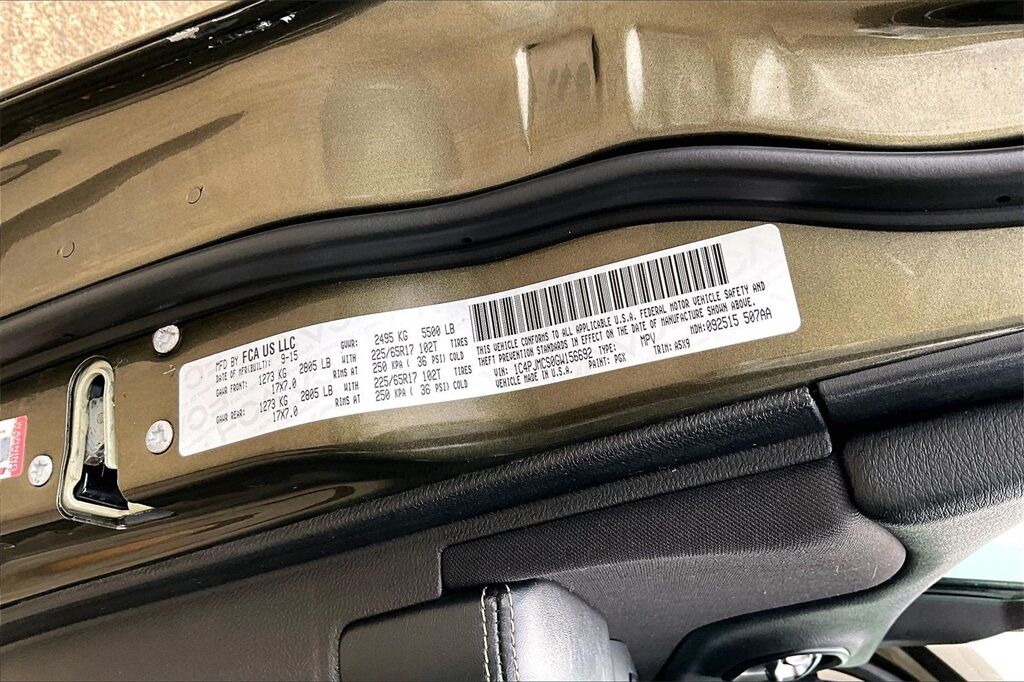 MFD BY FCA US LLC
DATE OF MFR(BUILT): 9-15 GVWR: 2495 KG 5500 LB
GAWR FRONT: 1273 KG 2805 LB WITH 225/65R17 102T TIRES
17X7.0 RIMS AT 250 KPA ( 36 PSI) COLD
GAWR REAR: 1273 KG 2805 LB WITH 225/65R17 102T TIRES
17X7.0 RIMS AT 250 KPA ( 36 PSI) COLD
THIS VEHICLE CONFORMS TO ALL APPLICABLE U.S.A. FEDERAL MOTOR VEHICLE SAFETY AND
THEFT PREVENTION STANDARDS IN EFFECT ON THE DATE OF MANUFACTURE SHOWN ABOVE.
VIN: 1C4PJMCS0GW156692 TYPE: MPV MDH:092515 507AA
VEHICLE MADE IN U.S.A. PAINT: PGX TRIM: A5X9
WARNING